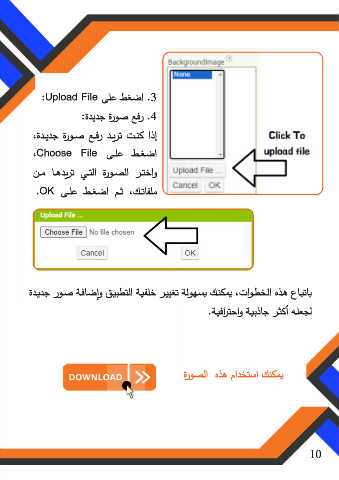 BackgroundImage
None
Upload File ...
Cancel OK
Click To
upload file
3. اضغط على Upload File:
4. رفع صورة جديدة:
إذا كنت تريد رفع صورة جديدة،
اضغط على Choose File،
واختر الصورة التي تريدها من
ملفاتك، ثم اضغط على OK.
Upload File ...
Choose File No file chosen
Cancel OK
باتباع هذه الخطوات، يمكنك بسهولة تغيير خلفية التطبيق وإضافة صور جديدة
لجعله أكثر جاذبية واحترافية.
يمكنك استخدام هذه الصورة
DOWNLOAD
10